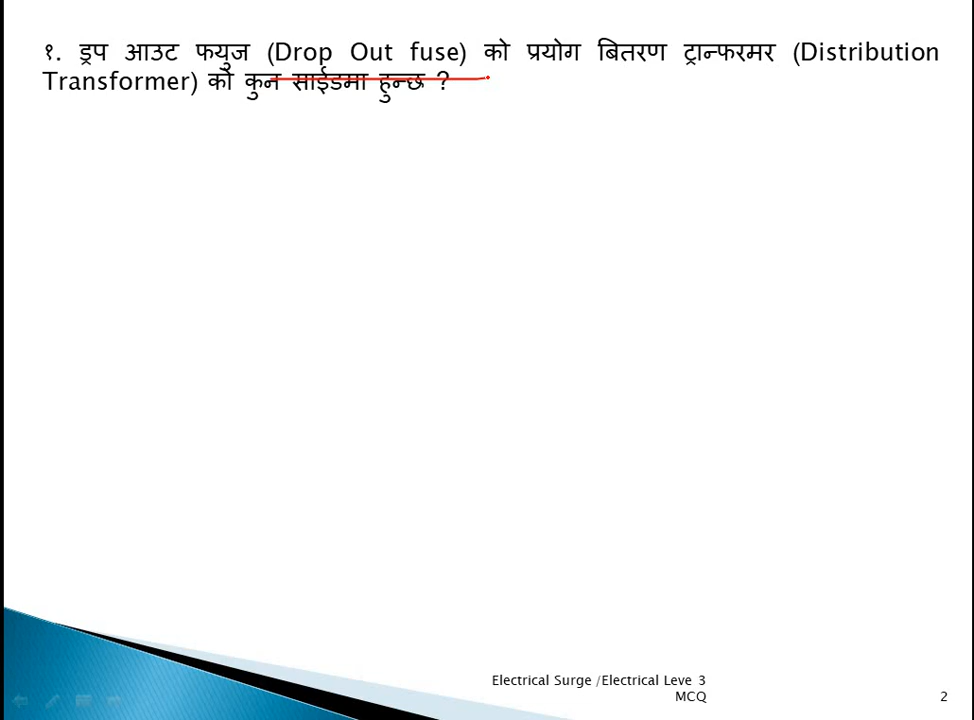 १. ड्रप आउट फयुज (Drop Out fuse) को प्रयोग बितरण ट्रान्फरमर (Distribution
Transformer) को कुन साईडमा हुन्छ ?
Electrical Surge /Electrical Leve 3
MCQ
2